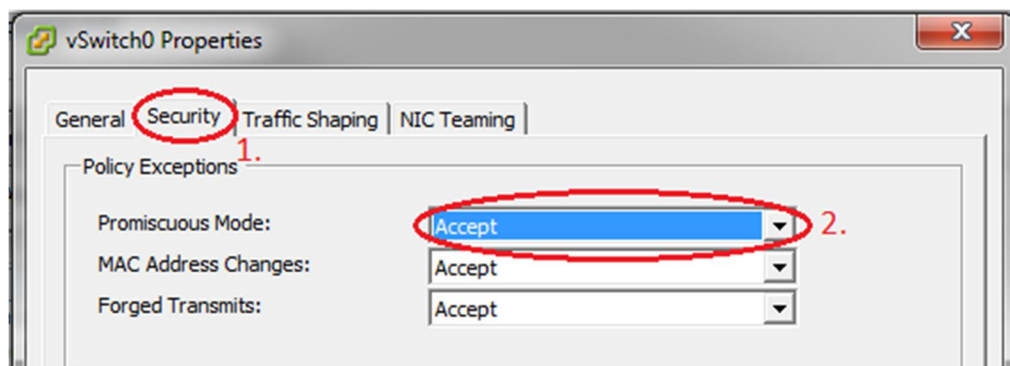 vSwitch0 Properties
General Security Traffic Shaping NIC Teaming
1.
Policy Exceptions
Promiscuous Mode: Accept 2.
MAC Address Changes: Accept
Forged Transmits: Accept